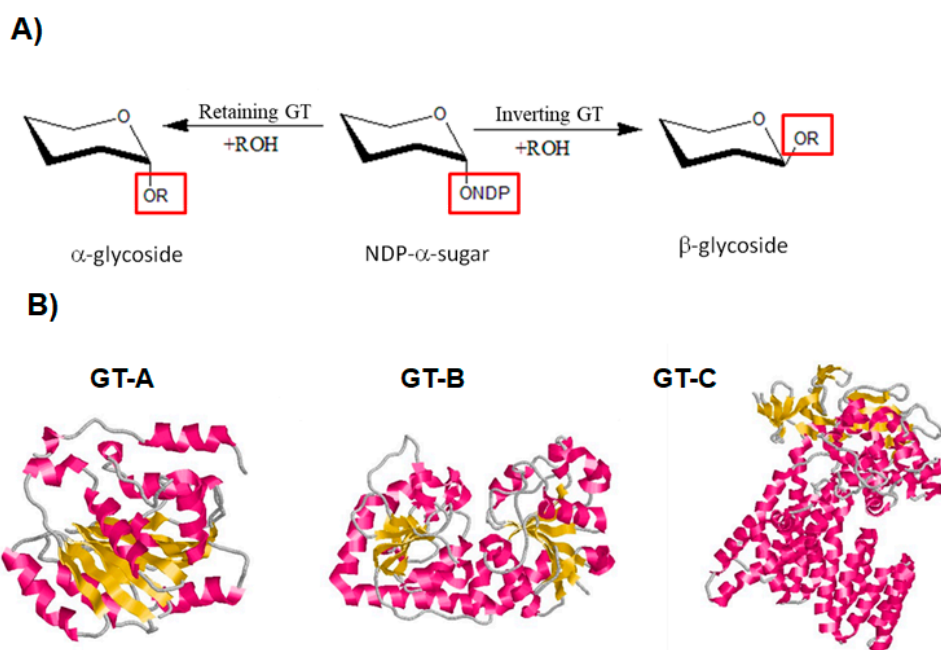 A)
Retaining GT
+ROH
Inverting GT
+ROH
O
O
O
OR
ONDP
OR
α-glycoside
NDP-α-sugar
β-glycoside
B)
GT-A
GT-B
GT-C